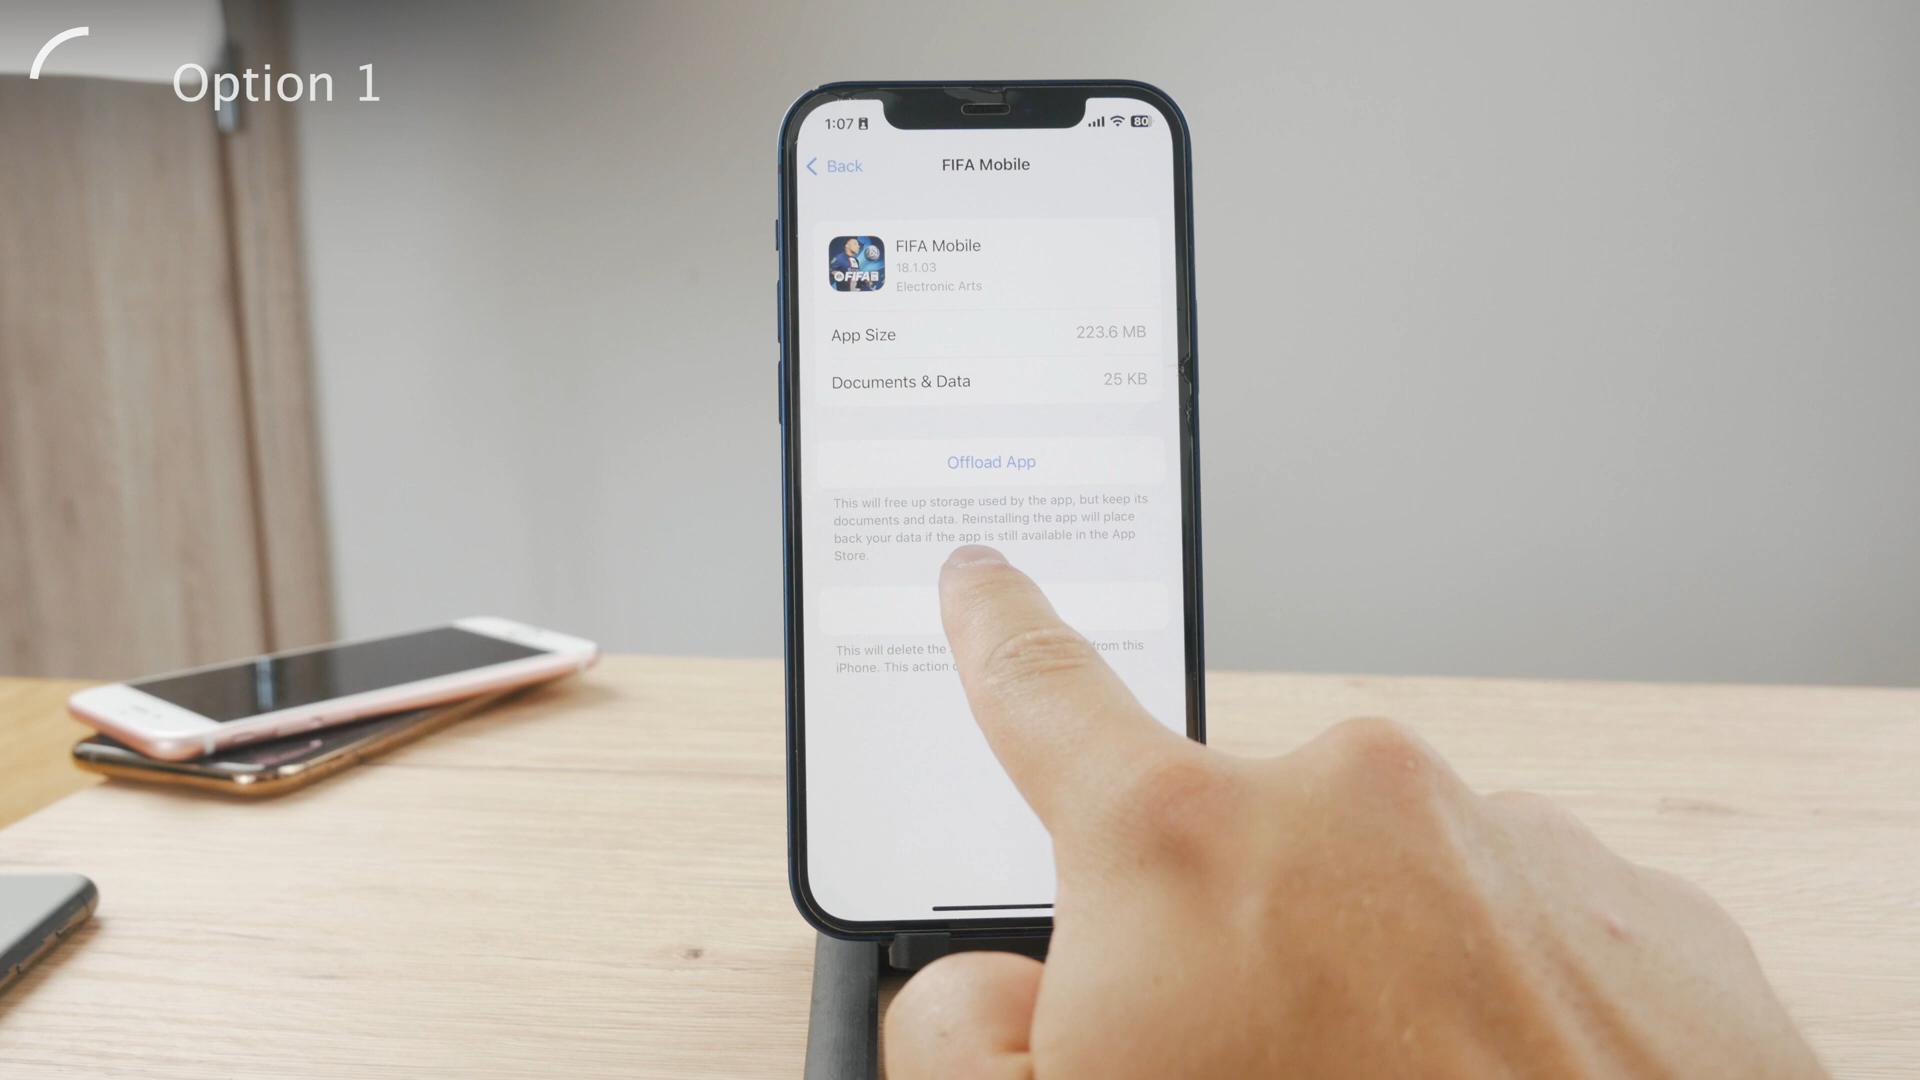 Option 1
1:07
80
Back
FIFA Mobile
FIFA
FIFA Mobile
18.1.03
Electronic Arts
App Size
223.6 MB
Documents & Data
25 KB
Offload App
This will free up storage used by the app, but keep its
documents and data. Reinstalling the app will place
back your data if the app is still available in the App
Store.
This will delete the from this
iPhone. This action